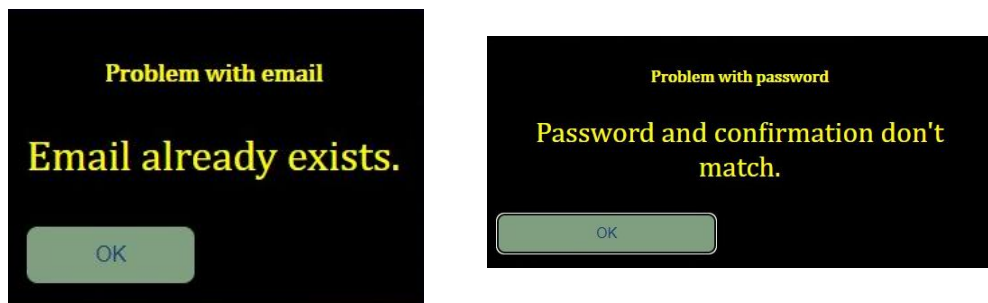 Problem with email
Email already exists.
OK
Problem with password
Password and confirmation don't
match.
OK